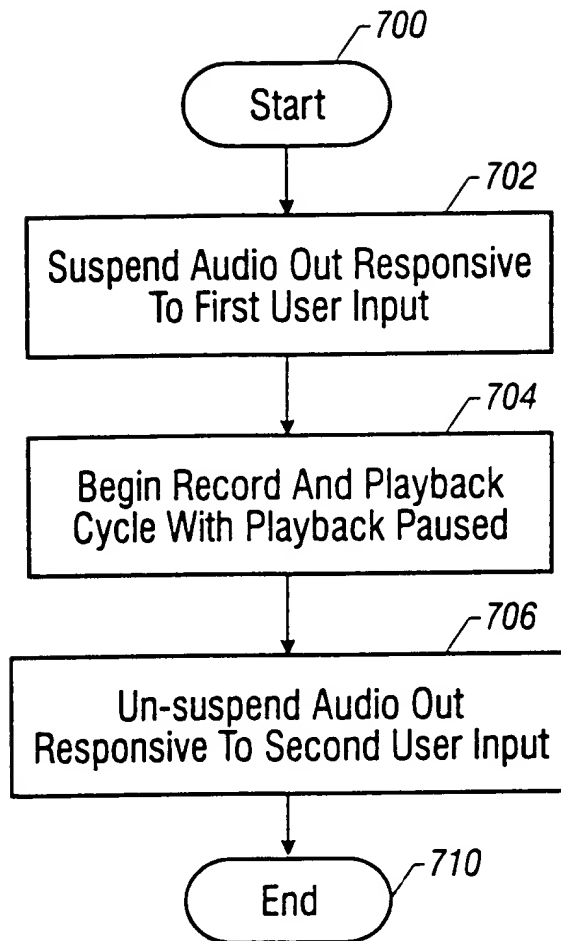 700
Start
702
Suspend Audio Out Responsive
To First User Input
704
Begin Record And Playback
Cycle With Playback Paused
706
Un-suspend Audio Out
Responsive To Second User Input
End
710